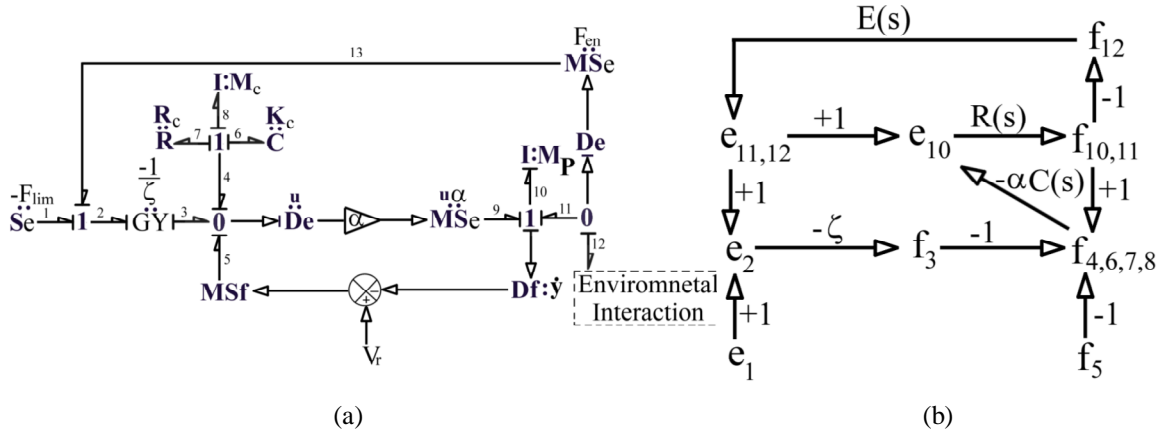 13
F_en
MSe
I:M_c
R_c
K_c
8
R
7
1
6
C
De
-1/ζ
4
I:M_P
-F_lim
u
u α
10
Se
1
1
2
GY
3
0
De
α
MSe
9
1
11
0
5
12
MSf
+
−
Df:ẏ
Enviromnetal
Interaction
V_r
(a)
E(s)
f_12
-1
e_11,12
+1
e_10
R(s)
f_10,11
+1
-αC(s)
+1
e_2
-ζ
f_3
-1
f_4,6,7,8
+1
-1
e_1
f_5
(b)